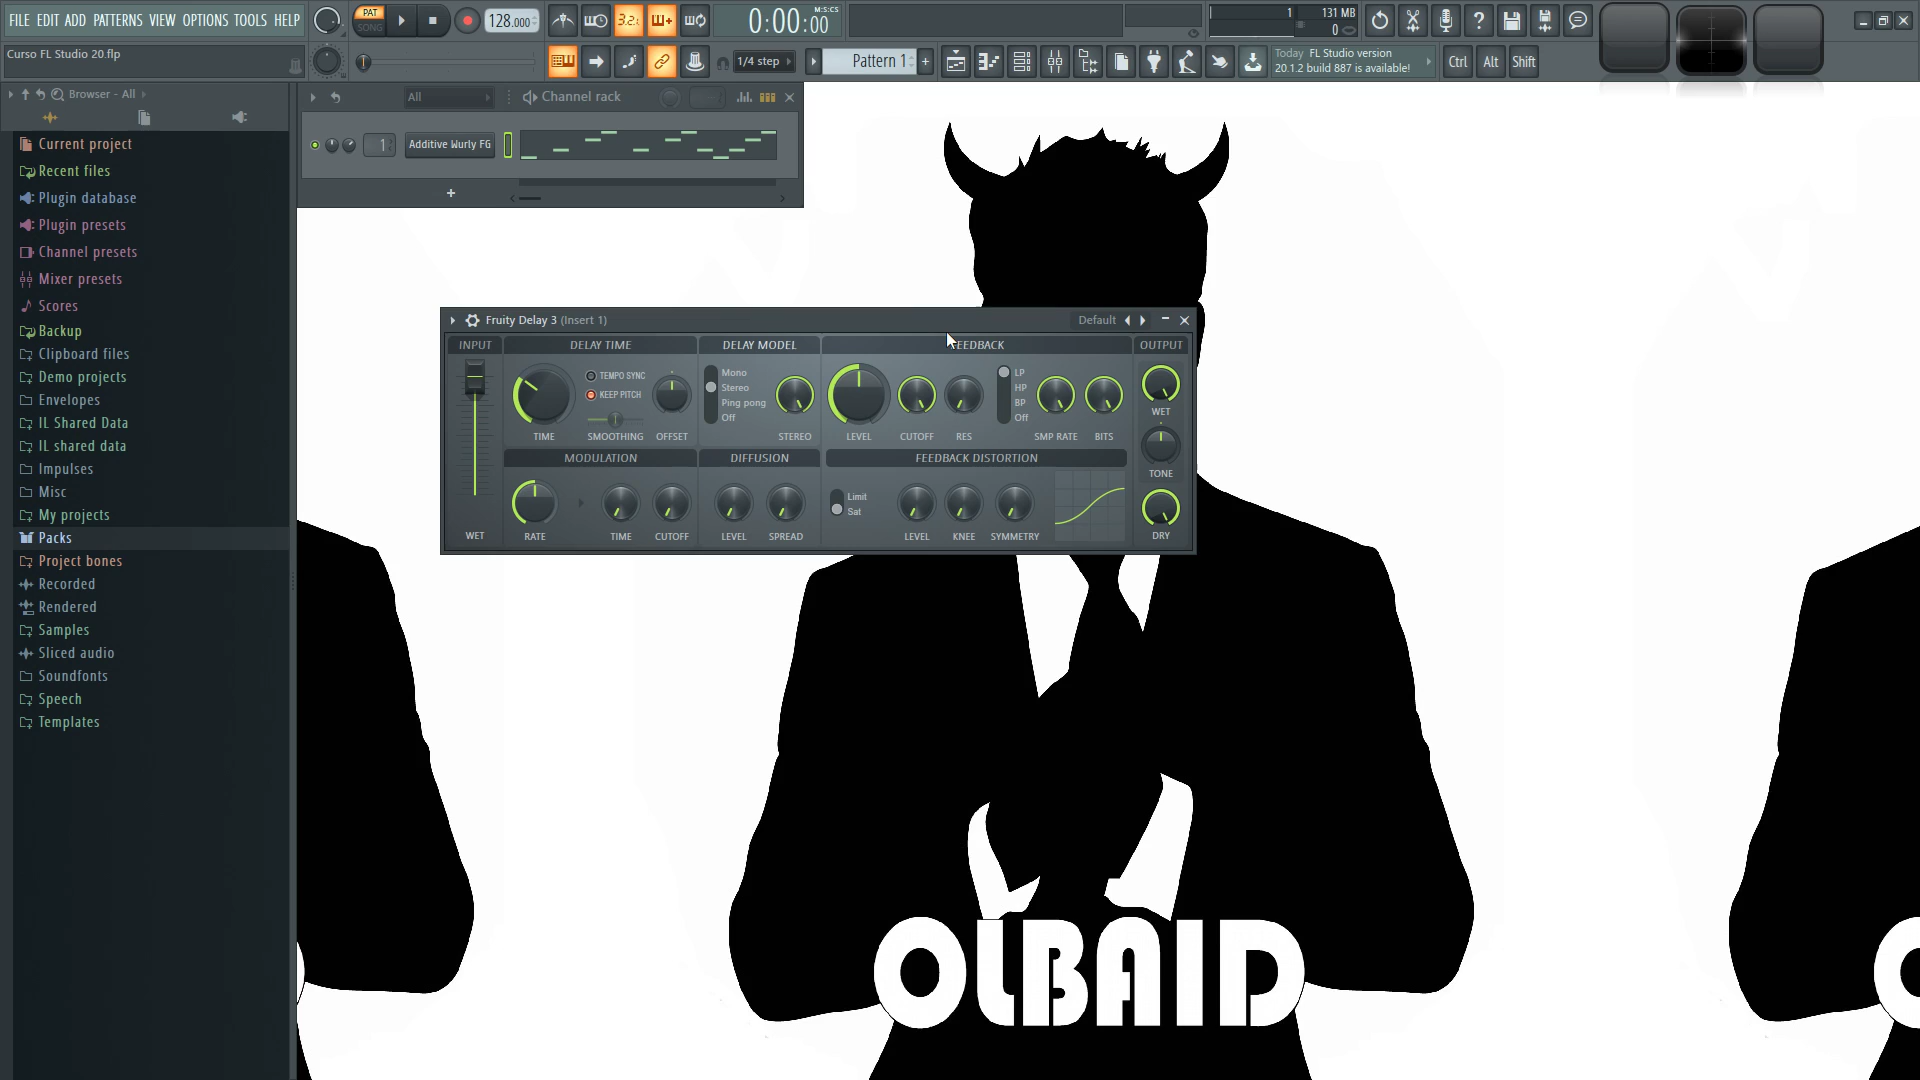 FILE EDIT ADD PATTERNS VIEW OPTIONS TOOLS HELP
PAT
SONG
128.000
3.2.
0:00:00
M:S:CS
1
131 MB
0
Curso FL Studio 20.flp
1/4 step
Pattern 1
+
Today FL Studio version
20.1.2 build 887 is available!
Ctrl
Alt
Shift
Browser - All
All
Channel rack
1
Additive Wurly FG
+
Current project
Recent files
Plugin database
Plugin presets
Channel presets
Mixer presets
Scores
Backup
Clipboard files
Demo projects
Envelopes
IL Shared Data
IL shared data
Impulses
Misc
My projects
Packs
Project bones
Recorded
Rendered
Samples
Sliced audio
Soundfonts
Speech
Templates
Fruity Delay 3 (Insert 1)
Default
INPUT
DELAY TIME
DELAY MODEL
FEEDBACK
OUTPUT
TEMPO SYNC
KEEP PITCH
Mono
Stereo
Ping pong
Off
LP
HP
BP
Off
TIME
SMOOTHING
OFFSET
STEREO
LEVEL
CUTOFF
RES
SMP RATE
BITS
WET
MODULATION
DIFFUSION
FEEDBACK DISTORTION
TONE
Limit
Sat
WET
RATE
TIME
CUTOFF
LEVEL
SPREAD
LEVEL
KNEE
SYMMETRY
DRY
OLBAID